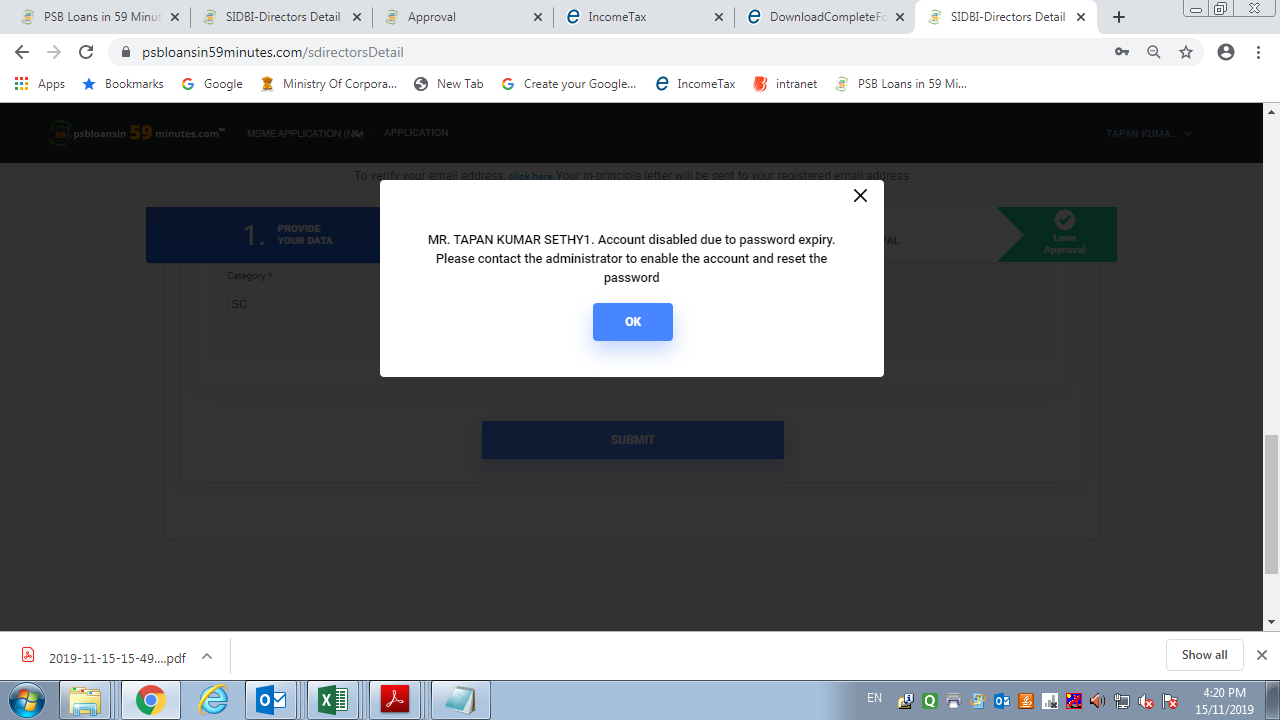 PSB Loans in 59 Minut
SIDBI-Directors Detail
Approval
IncomeTax
DownloadCompleteFo
SIDBI-Directors Detail
psbloansin59minutes.com/sdirectorsDetail
Apps
Bookmarks
Google
Ministry Of Corpora...
New Tab
Create your Google...
IncomeTax
intranet
PSB Loans in 59 Mi...
psbloansin 59 minutes.com™
MSME APPLICATION
APPLICATION
TAPAN KUMA...
To verify your email address, click here Your in-principle letter will be sent to your registered email address
1. PROVIDE
YOUR DATA
Loan
Approval
Category *
SC
MR. TAPAN KUMAR SETHY1. Account disabled due to password expiry.
Please contact the administrator to enable the account and reset the
password
OK
SUBMIT
2019-11-15-15-49....pdf
Show all
EN
4:20 PM
15/11/2019